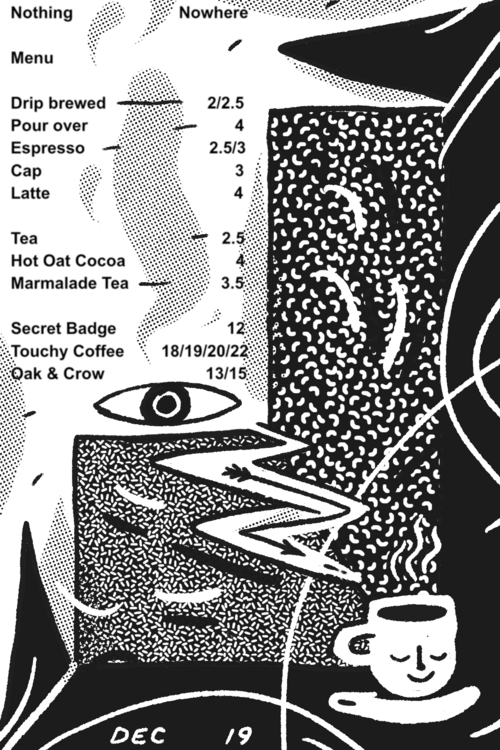 Nothing Nowhere
Menu
Drip brewed 2/2.5
Pour over 4
Espresso 2.5/3
Cap 3
Latte 4
Tea 2.5
Hot Oat Cocoa 4
Marmalade Tea 3.5
Secret Badge 12
Touchy Coffee 18/19/20/22
Oak & Crow 13/15
DEC 19